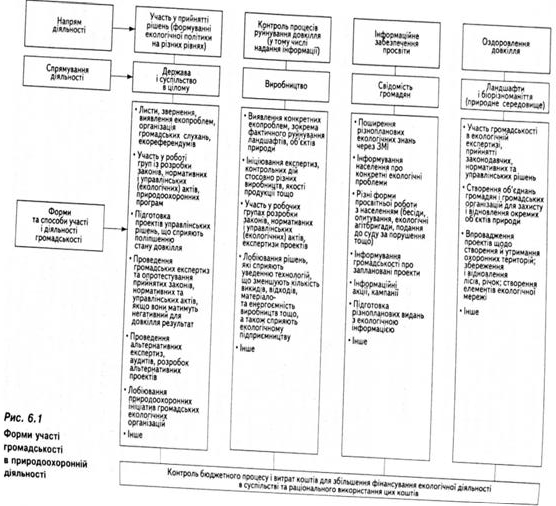 Напрям
діяльності
Участь у прийнятті
рішень (формуванні
екологічної політики
на різних рівнях)
Контроль процесів
руйнування довкілля
(у тому числі
надання інформації)
Інформаційне
забезпечення
просвіти
Оздоровлення
довкілля
Спрямування
діяльності
Держава
і суспільство
в цілому
Виробництво
Свідомість
громадян
Ландшафти
і біорізноманіття
(природне середовище)
Форми
та способи участі
і діяльності
громадськості
• Листи, звернення,
виявлення екопроблем,
організація
громадських слухань,
екореферендумів
• Участь у роботі
груп із розробки
законів, нормативних
і управлінських
(екологічних) актів,
природоохоронних
програм
• Підготовка
проектів управлінських
рішень, що сприяють
поліпшенню
стану довкілля
• Проведення
громадських експертиз
та опротестування
прийнятих законів,
нормативних та
управлінських актів,
якщо вони матимуть
негативний для
довкілля результат
• Проведення
альтернативних
експертиз,
аудитів, розробок
альтернативних
проектів
• Лобіювання
природоохоронних
ініціатив громадських
екологічних
організацій
• Інше
• Виявлення конкретних
екопроблем, зокрема
фактичного руйнування
ландшафтів, об'єктів
природи
• Ініціювання експертиз,
контрольних дій
стосовно різних
виробництв, якості
продукції тощо
• Участь у робочих
групах розробки
законів, нормативних
і управлінських
(екологічних) актів,
експертизи проектів
• Лобіювання рішень,
які сприяють
уведенню технологій,
що зменшують кількість
викидів, відходів,
матеріало-
та енергоємність
виробництв тощо,
а також сприяють
екологічному
підприємництву
• Інше
• Поширення
різнопланових
екологічних знань
через ЗМІ
• Інформування
населення про
конкретні екологічні
проблеми
• Різні форми
просвітньої роботи
з населенням (бесіди,
опитування, екологічні
агітбригади, подання
до суду за порушення
тощо)
• Інформування
громадськості про
заплановані проекти
• Інформаційні
акції, кампанії
• Підготовка
різнопланових видань
з екологічною
інформацією
• Інше
• Участь громадськості
в екологічній
експертизі,
прийнятті
законодавчих,
нормативних та
управлінських рішень
• Створення об'єднань
громадян і громадських
організацій для захисту
і відновлення окремих
об'єктів природи
• Впровадження
проектів щодо
створення й утримання
охоронних територій;
збереження
і відновлення
лісів, річок; створення
елементів екологічної
мережі
• Інше
Контроль бюджетного процесу і витрат коштів для збільшення фінансування екологічної діяльності
в суспільстві та раціонального використання цих коштів
Рис. 6.1
Форми участі
громадськості
в природоохоронній
діяльності